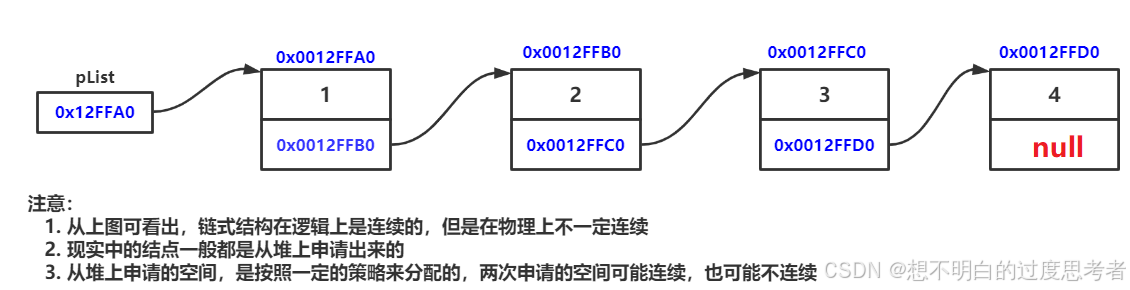 0x0012FFA0
0x0012FFB0
0x0012FFC0
0x0012FFD0
pList
0x12FFA0
1
2
3
4
0x0012FFB0
0x0012FFC0
0x0012FFD0
null
注意：
1. 从上图可看出，链式结构在逻辑上是连续的，但是在物理上不一定连续
2. 现实中的结点一般都是从堆上申请出来的
3. 从堆上申请的空间，是按照一定的策略来分配的，两次申请的空间可能连续，也可能不连续
CSDN @想不明白的过度思考者